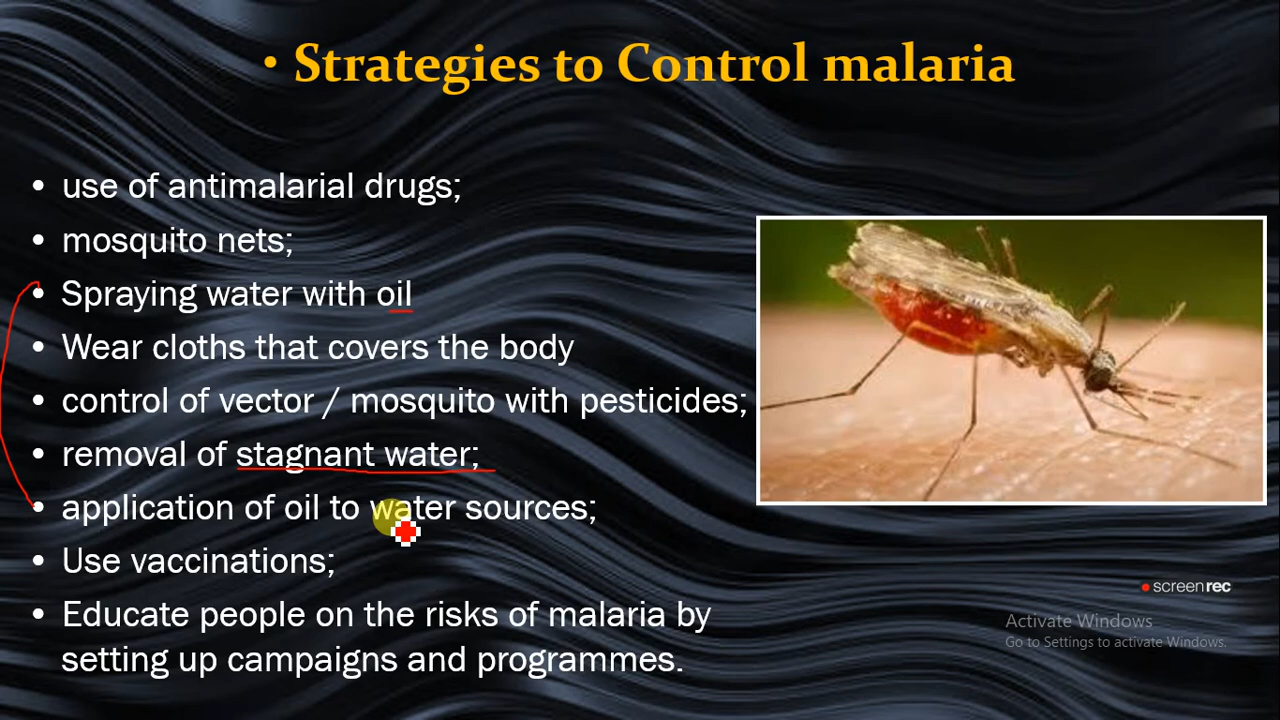 • Strategies to Control malaria
• use of antimalarial drugs;
• mosquito nets;
• Spraying water with oil
• Wear cloths that covers the body
• control of vector / mosquito with pesticides;
• removal of stagnant water;
• application of oil to water sources;
• Use vaccinations;
• Educate people on the risks of malaria by
setting up campaigns and programmes.
screenrec
Activate Windows
Go to Settings to activate Windows.